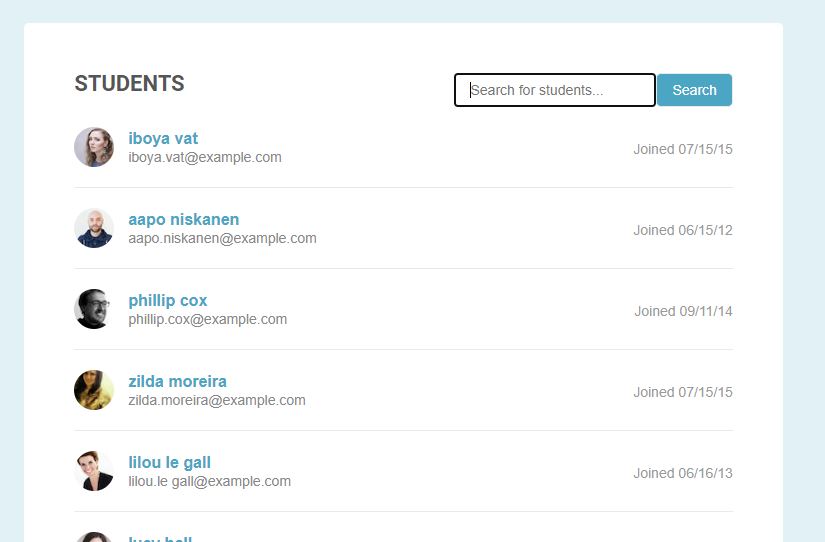 STUDENTS
Search for students...
Search
iboya vat
iboya.vat@example.com
Joined 07/15/15
aapo niskanen
aapo.niskanen@example.com
Joined 06/15/12
phillip cox
phillip.cox@example.com
Joined 09/11/14
zilda moreira
zilda.moreira@example.com
Joined 07/15/15
lilou le gall
lilou.le gall@example.com
Joined 06/16/13